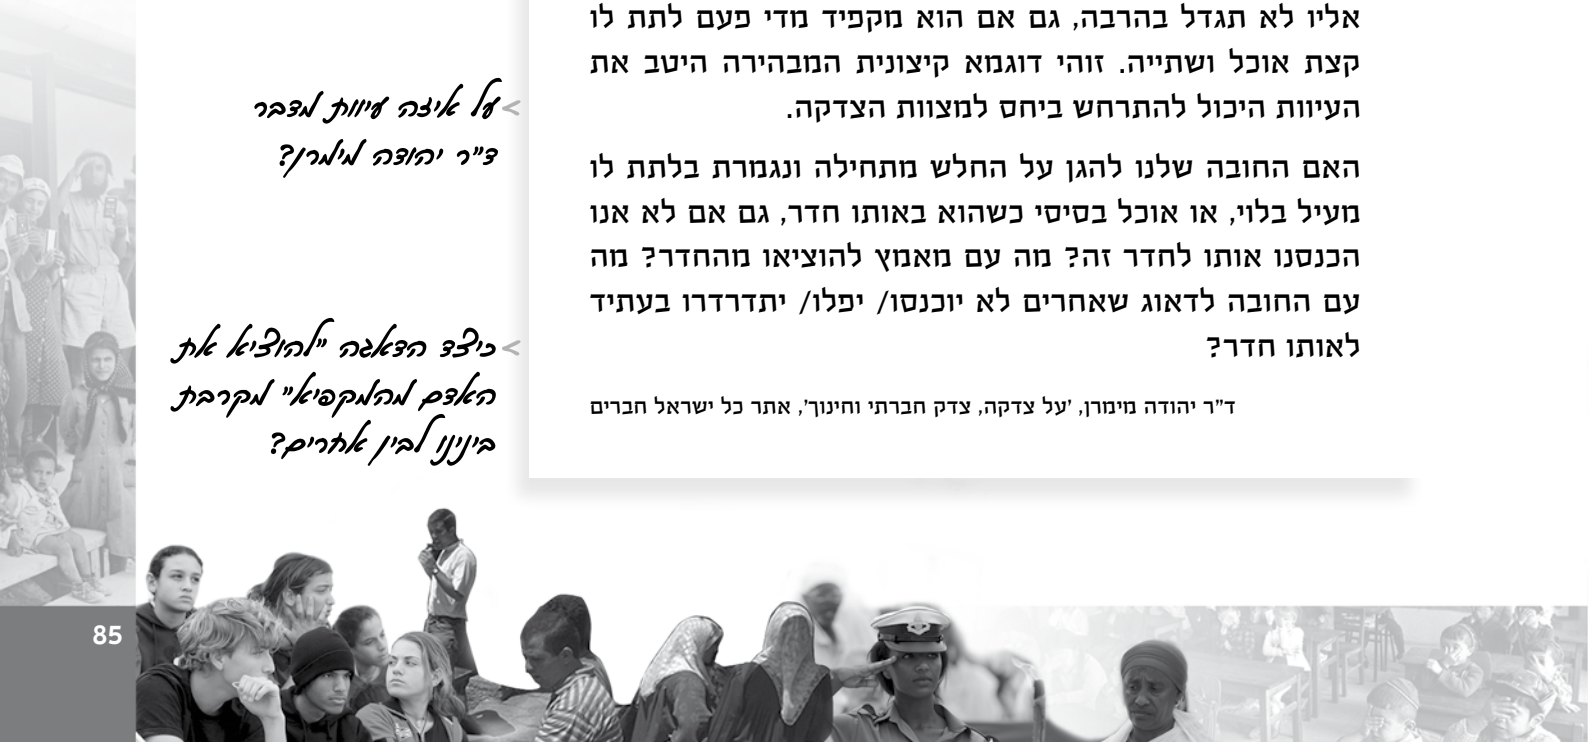 אליו לא תגדל בהרבה, גם אם הוא מקפיד מדי פעם לתת לו
קצת אוכל ושתייה. זוהי דוגמא קיצונית המבהירה היטב את
העיוות היכול להתרחש ביחס למצוות הצדקה.
האם החובה שלנו להגן על החלש מתחילה ונגמרת בלתת לו
מעיל בלוי, או אוכל בסיסי כשהוא באותו חדר, גם אם לא אנו
הכנסנו אותו לחדר זה? מה עם מאמץ להוציאו מהחדר? מה
עם החובה לדאוג שאחרים לא יוכנסו/ יפלו/ יתדרדרו בעתיד
לאותו חדר?
ד"ר יהודה מימרן, 'על צדקה, צדק חברתי וחינוך', אתר כל ישראל חברים
על איזה עיוות מדבר
ד"ר יהודה מימרן?
כיצד הדאגה "להוציא את
האדם מהמקפיא" מקרבת
בינינו לבין אחרים?
85